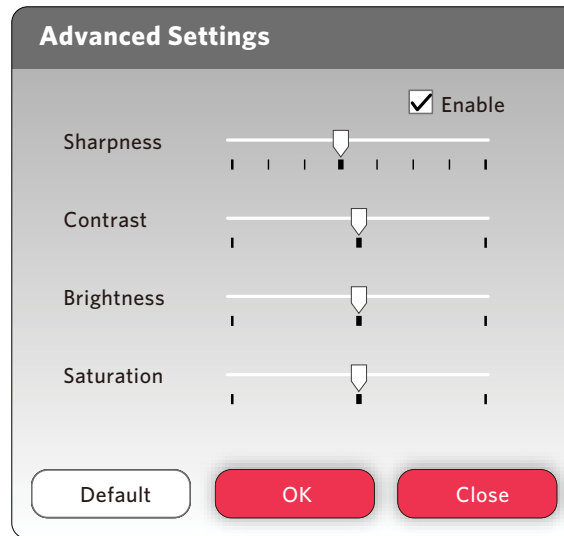 Advanced Settings
Enable
Sharpness
Contrast
Brightness
Saturation
Default OK Close